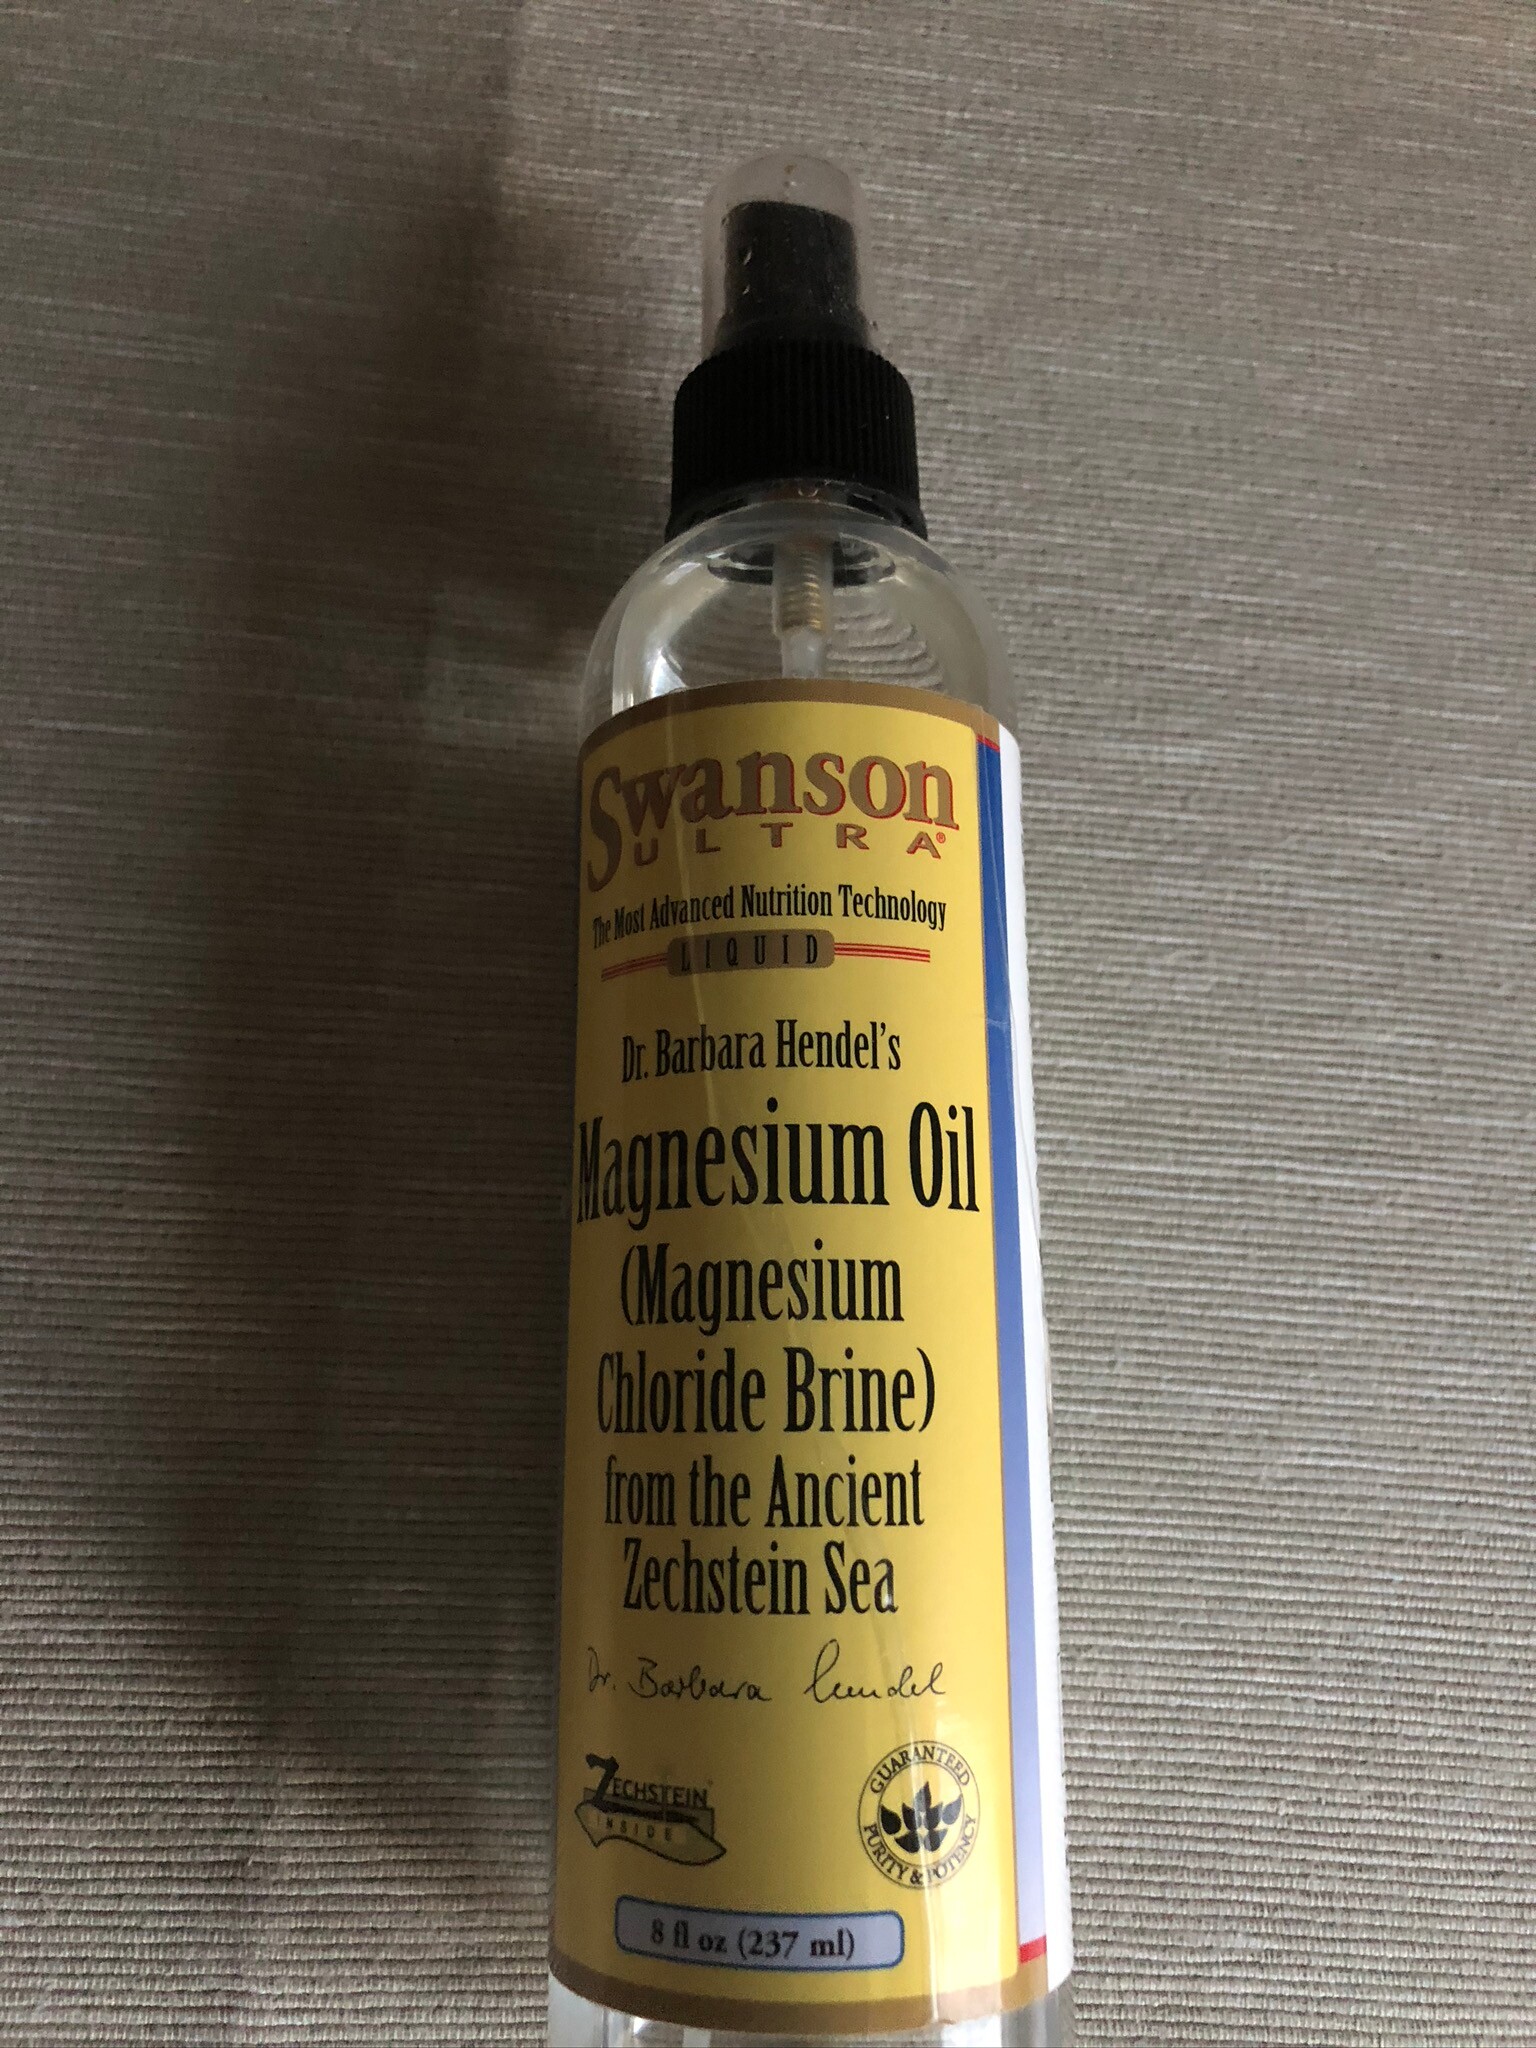 Swanson
ULTRA®
The Most Advanced Nutrition Technology
LIQUID
Dr. Barbara Hendel's
Magnesium Oil
(Magnesium
Chloride Brine)
from the Ancient
Zechstein Sea
Dr. Barbara Hendel
ZECHSTEIN
INSIDE
GUARANTEED
PURITY & POTENCY
8 fl oz (237 ml)